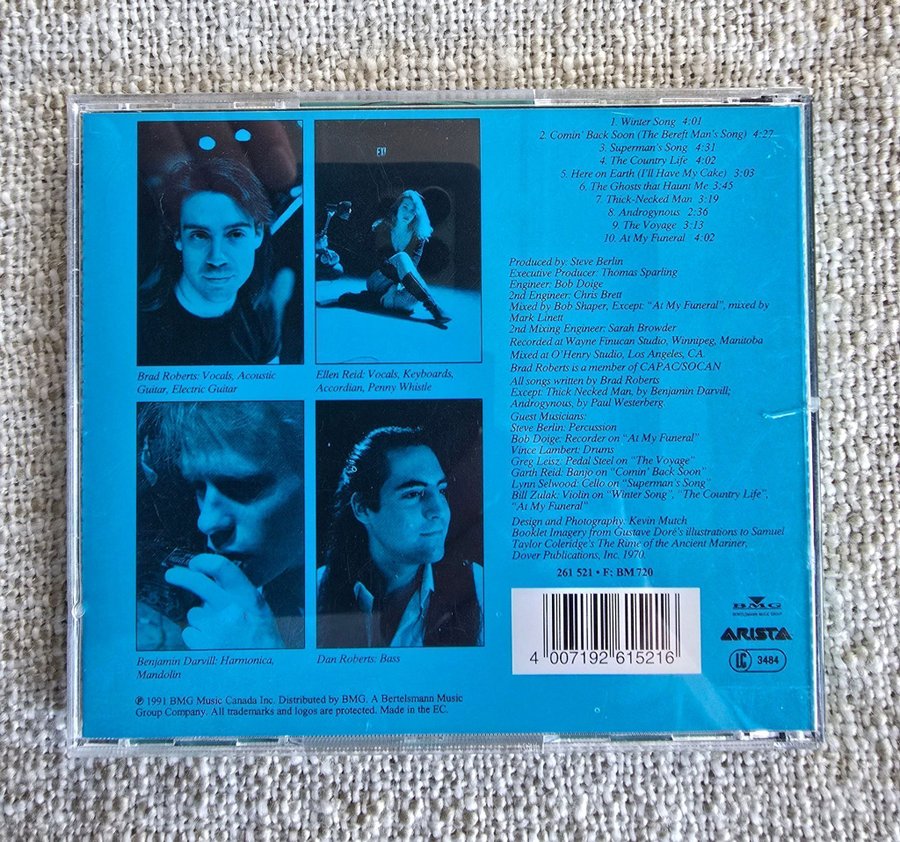 31
Brad Roberts: Vocals, Acoustic
Guitar, Electric Guitar
Ellen Reid: Vocals, Keyboards,
Accordian, Penny Whistle
Benjamin Darvill: Harmonica,
Mandolin
Dan Roberts: Bass
℗ 1991 BMG Music Canada Inc. Distributed by BMG. A Bertelsmann Music
Group Company. All trademarks and logos are protected. Made in the EC.
1. Winter Song 4:01
2. Comin' Back Soon (The Bereft Man's Song) 4:27
3. Superman's Song 4:31
4. The Country Life 4:02
5. Here on Earth (I'll Have My Cake) 3:03
6. The Ghosts that Haunt Me 3:45
7. Thick-Necked Man 3:19
8. Androgynous 2:36
9. The Voyage 3:13
10. At My Funeral 4:02
Produced by: Steve Berlin
Executive Producer: Thomas Sparling
Engineer: Bob Doige
2nd Engineer: Chris Brett
Mixed by Bob Shaper, Except: "At My Funeral", mixed by
Mark Linett
2nd Mixing Engineer: Sarah Browder
Recorded at Wayne Finucan Studio, Winnipeg, Manitoba
Mixed at O'Henry Studio, Los Angeles, CA.
Brad Roberts is a member of CAPAC/SOCAN
All songs written by Brad Roberts
Except: Thick Necked Man, by Benjamin Darvill;
Androgynous, by Paul Westerberg.
Guest Musicians:
Steve Berlin: Percussion
Bob Doige: Recorder on "At My Funeral"
Vince Lambert: Drums
Greg Leisz: Pedal Steel on "The Voyage"
Garth Reid: Banjo on "Comin' Back Soon"
Lynn Selwood: Cello on "Superman's Song"
Bill Zulak: Violin on "Winter Song", "The Country Life",
"At My Funeral"
Design and Photography: Kevin Mutch
Booklet Imagery from Gustave Doré's illustrations to Samuel
Taylor Coleridge's The Rime of the Ancient Mariner,
Dover Publications, Inc. 1970.
261 521 • F: BM 720
4 007192 615216
BMG
BERTELSMANN MUSIC GROUP
ARISTA
LC 3484